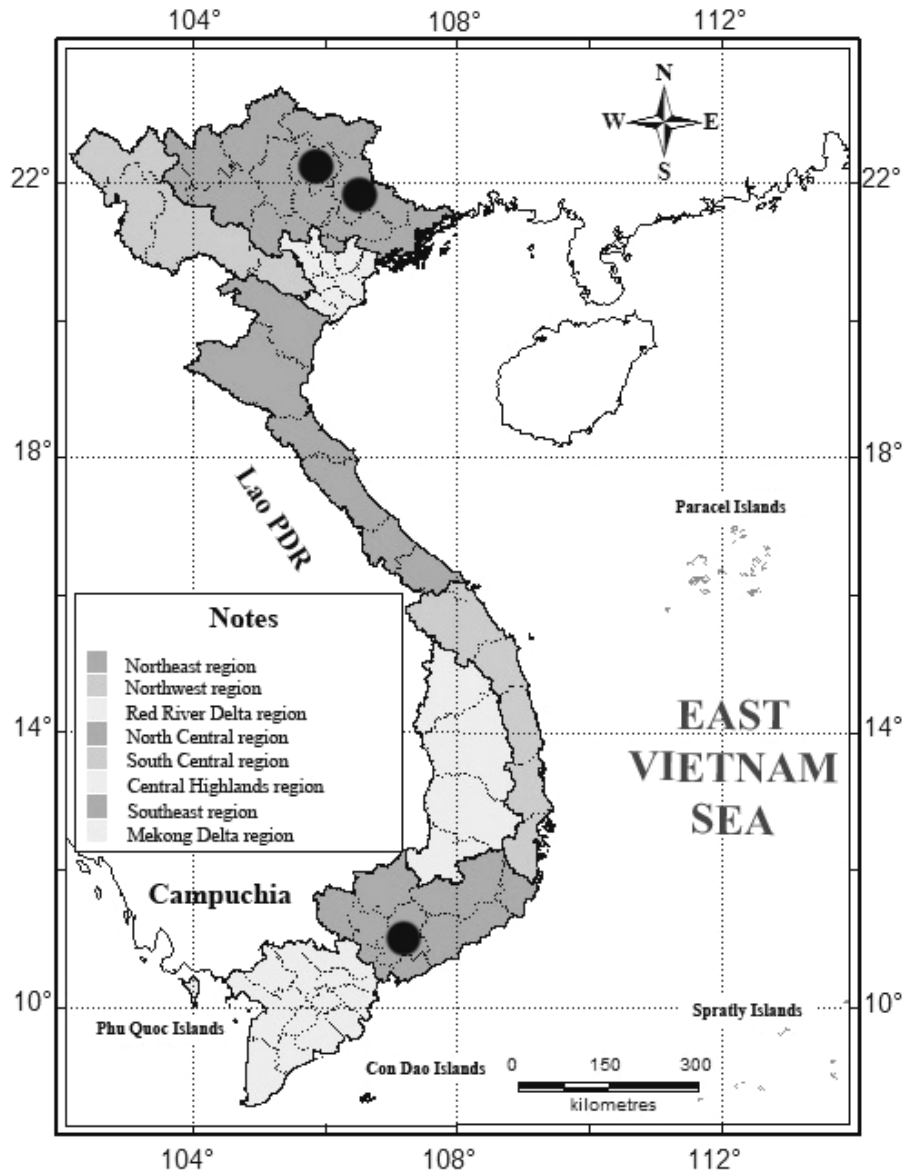 104° 108° 112°
N
W E
S
22° 22°
18° 18°
Lao PDR
Paracel Islands
Notes
Northeast region
Northwest region
Red River Delta region
North Central region
South Central region
Central Highlands region
Southeast region
Mekong Delta region
14° 14°
EAST
VIETNAM
SEA
Campuchia
10° 10°
Phu Quoc Islands
Spratly Islands
Con Dao Islands
0 150 300
kilometres
104° 108° 112°